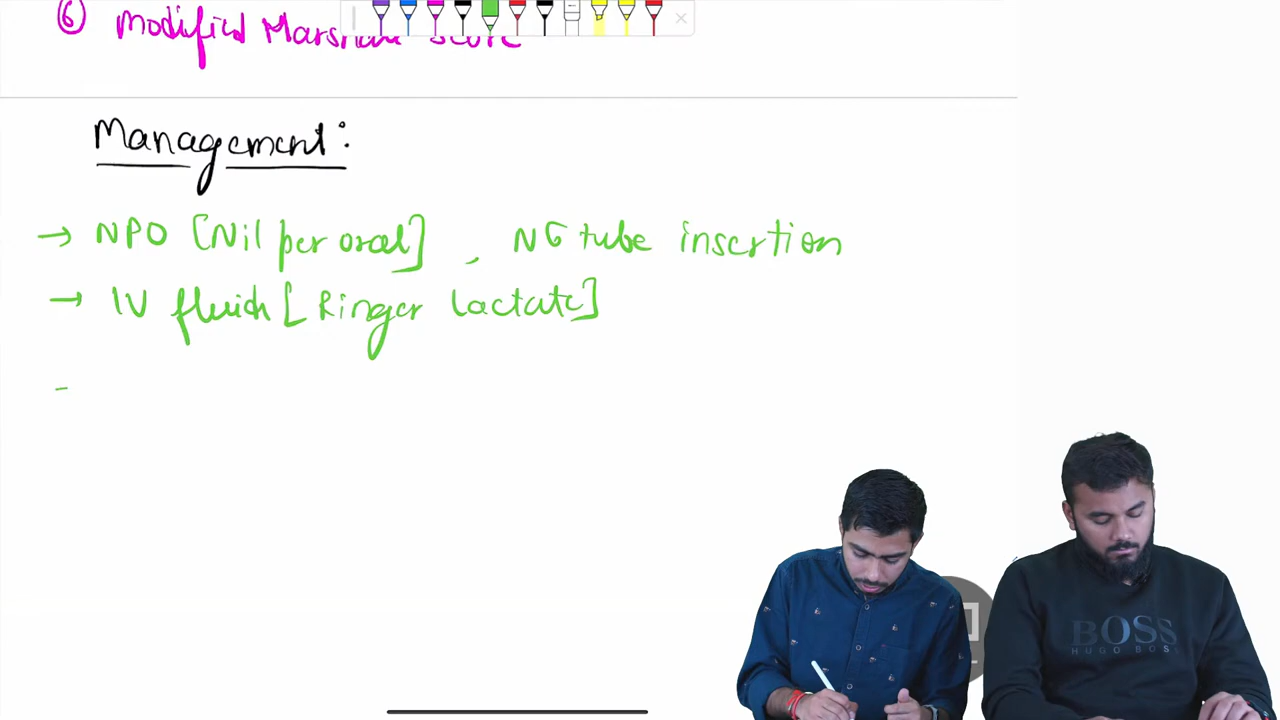 ⑥ Modified Marshall Score
Management:
→ NPO [Nil per oral] , NG tube insertion
→ IV fluids [Ringer Lactate]
BOSS
HUGO BOSS